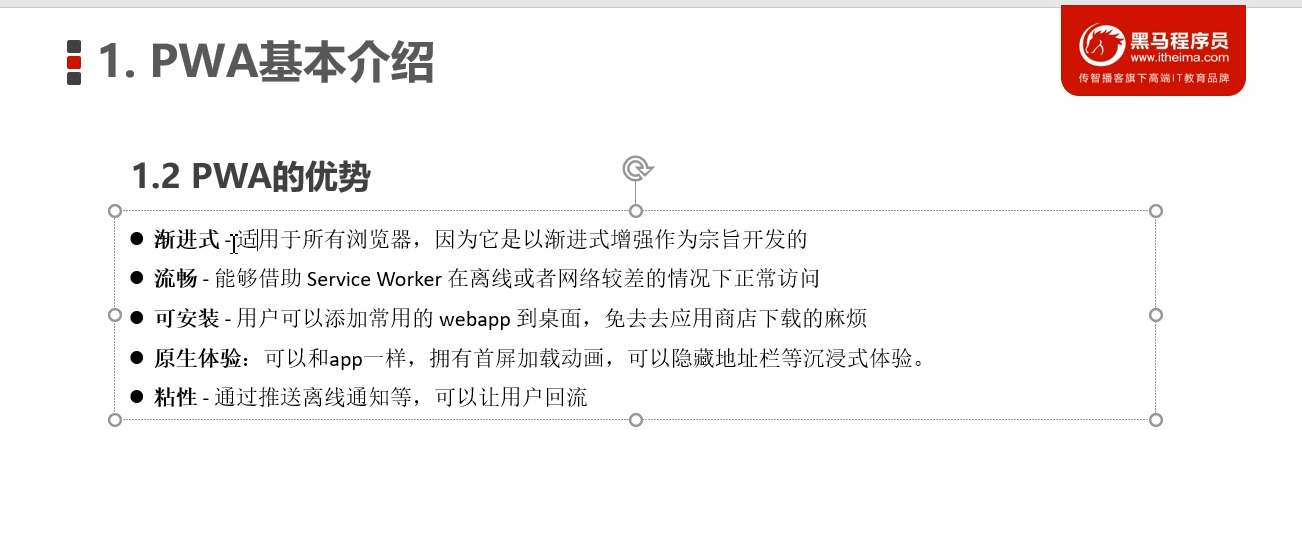 1. PWA基本介绍
黑马程序员
www.itheima.com
传智播客旗下高端IT教育品牌
1.2 PWA的优势
● 渐进式 - 适用于所有浏览器，因为它是以渐进式增强作为宗旨开发的
● 流畅 - 能够借助 Service Worker 在离线或者网络较差的情况下正常访问
● 可安装 - 用户可以添加常用的 webapp 到桌面，免去去应用商店下载的麻烦
● 原生体验：可以和app一样，拥有首屏加载动画，可以隐藏地址栏等沉浸式体验。
● 粘性 - 通过推送离线通知等，可以让用户回流